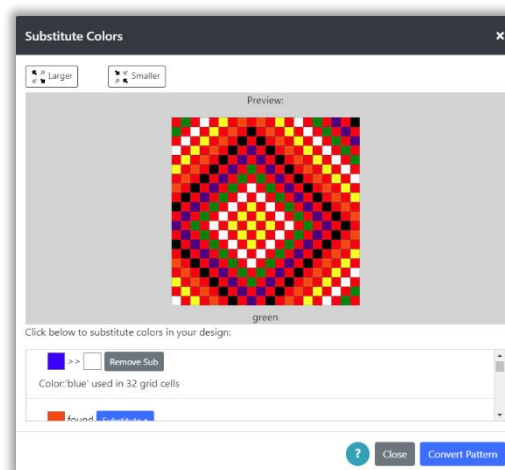 Substitute Colors ×
Larger Smaller
Preview:
green
Click below to substitute colors in your design:
>> Remove Sub
Color:'blue' used in 32 grid cells
found Substitute
? Close Convert Pattern